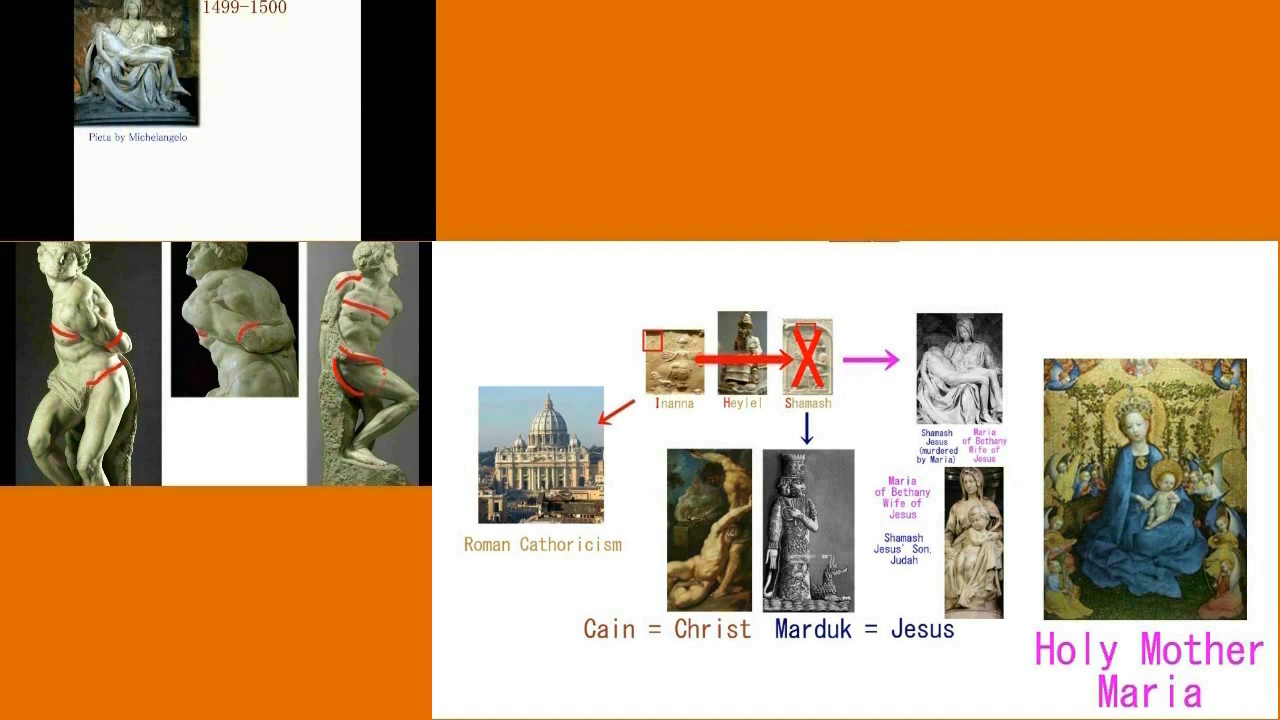 1499-1500
Pieta by Michelangelo
Inanna
Heylel
Shamash
Roman Cathoricism
Cain = Christ
Marduk = Jesus
Shamash
Jesus
(murdered
by Maria)
Maria
of Bethany
Wife of
Jesus
Maria
of Bethany
Wife of
Jesus
Shamash
Jesus' Son,
Judah
Holy Mother
Maria